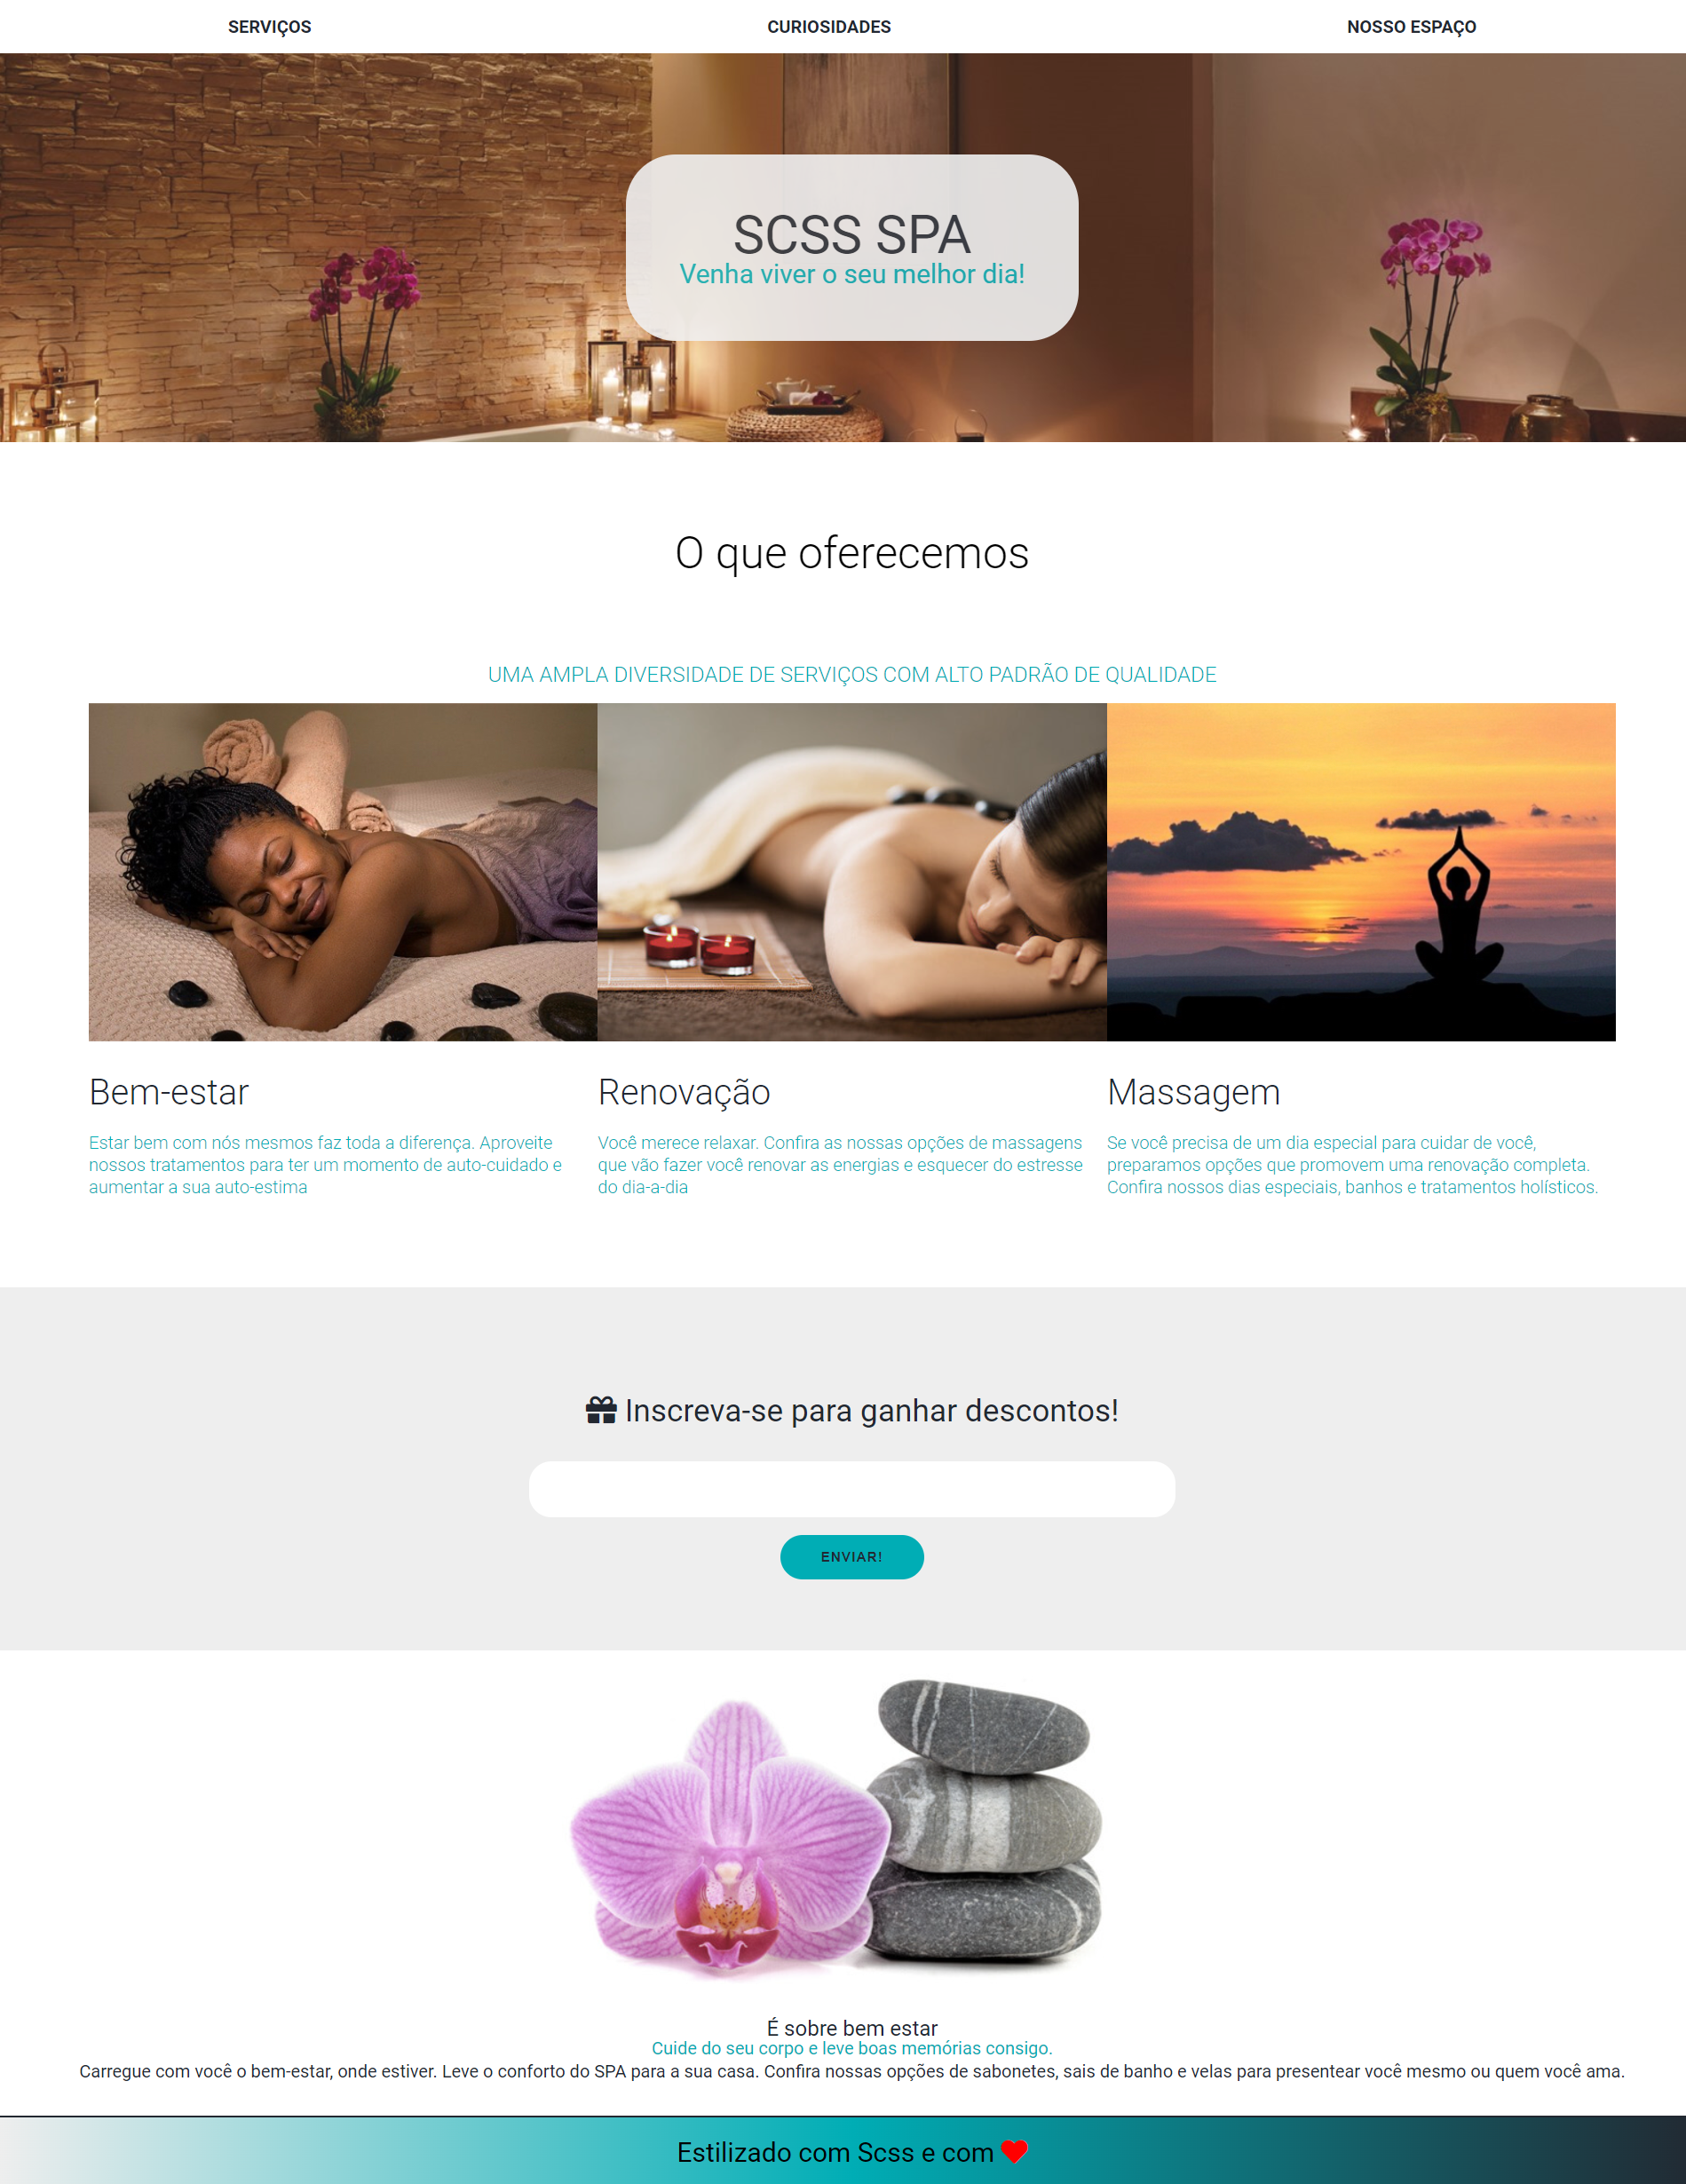 SERVIÇOS
CURIOSIDADES
NOSSO ESPAÇO
SCSS SPA
Venha viver o seu melhor dia!
O que oferecemos
UMA AMPLA DIVERSIDADE DE SERVIÇOS COM ALTO PADRÃO DE QUALIDADE
Bem-estar
Estar bem com nós mesmos faz toda a diferença. Aproveite
nossos tratamentos para ter um momento de auto-cuidado e
aumentar a sua auto-estima
Renovação
Você merece relaxar. Confira as nossas opções de massagens
que vão fazer você renovar as energias e esquecer do estresse
do dia-a-dia
Massagem
Se você precisa de um dia especial para cuidar de você,
preparamos opções que promovem uma renovação completa.
Confira nossos dias especiais, banhos e tratamentos holísticos.
Inscreva-se para ganhar descontos!
ENVIAR!
É sobre bem estar
Cuide do seu corpo e leve boas memórias consigo.
Carregue com você o bem-estar, onde estiver. Leve o conforto do SPA para a sua casa. Confira nossas opções de sabonetes, sais de banho e velas para presentear você mesmo ou quem você ama.
Estilizado com Scss e com